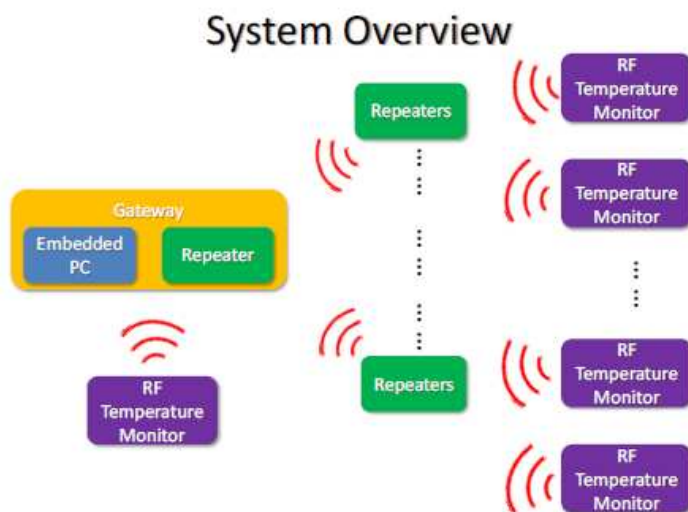 System Overview
RF
Temperature
Monitor
Repeaters
RF
Temperature
Monitor
Gateway
Embedded
PC
Repeater
RF
Temperature
Monitor
Repeaters
RF
Temperature
Monitor
RF
Temperature
Monitor